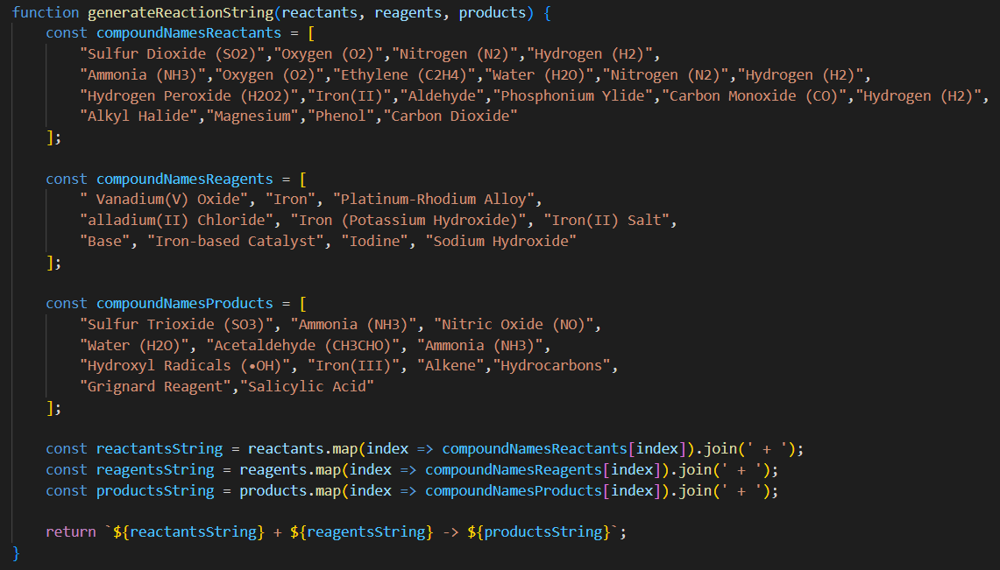 function generateReactionString(reactants, reagents, products) {
    const compoundNamesReactants = [
        "Sulfur Dioxide (SO2)","Oxygen (O2)","Nitrogen (N2)","Hydrogen (H2)",
        "Ammonia (NH3)","Oxygen (O2)","Ethylene (C2H4)","Water (H2O)","Nitrogen (N2)","Hydrogen (H2)",
        "Hydrogen Peroxide (H2O2)","Iron(II)","Aldehyde","Phosphonium Ylide","Carbon Monoxide (CO)","Hydrogen (H2)",
        "Alkyl Halide","Magnesium","Phenol","Carbon Dioxide"
    ];

    const compoundNamesReagents = [
        " Vanadium(V) Oxide", "Iron", "Platinum-Rhodium Alloy",
        "alladium(II) Chloride", "Iron (Potassium Hydroxide)", "Iron(II) Salt",
        "Base", "Iron-based Catalyst", "Iodine", "Sodium Hydroxide"
    ];

    const compoundNamesProducts = [
        "Sulfur Trioxide (SO3)", "Ammonia (NH3)", "Nitric Oxide (NO)",
        "Water (H2O)", "Acetaldehyde (CH3CHO)", "Ammonia (NH3)",
        "Hydroxyl Radicals (•OH)", "Iron(III)", "Alkene","Hydrocarbons",
        "Grignard Reagent","Salicylic Acid"
    ];

    const reactantsString = reactants.map(index => compoundNamesReactants[index]).join(' + ');
    const reagentsString = reagents.map(index => compoundNamesReagents[index]).join(' + ');
    const productsString = products.map(index => compoundNamesProducts[index]).join(' + ');

    return `${reactantsString} + ${reagentsString} -> ${productsString}`;
}